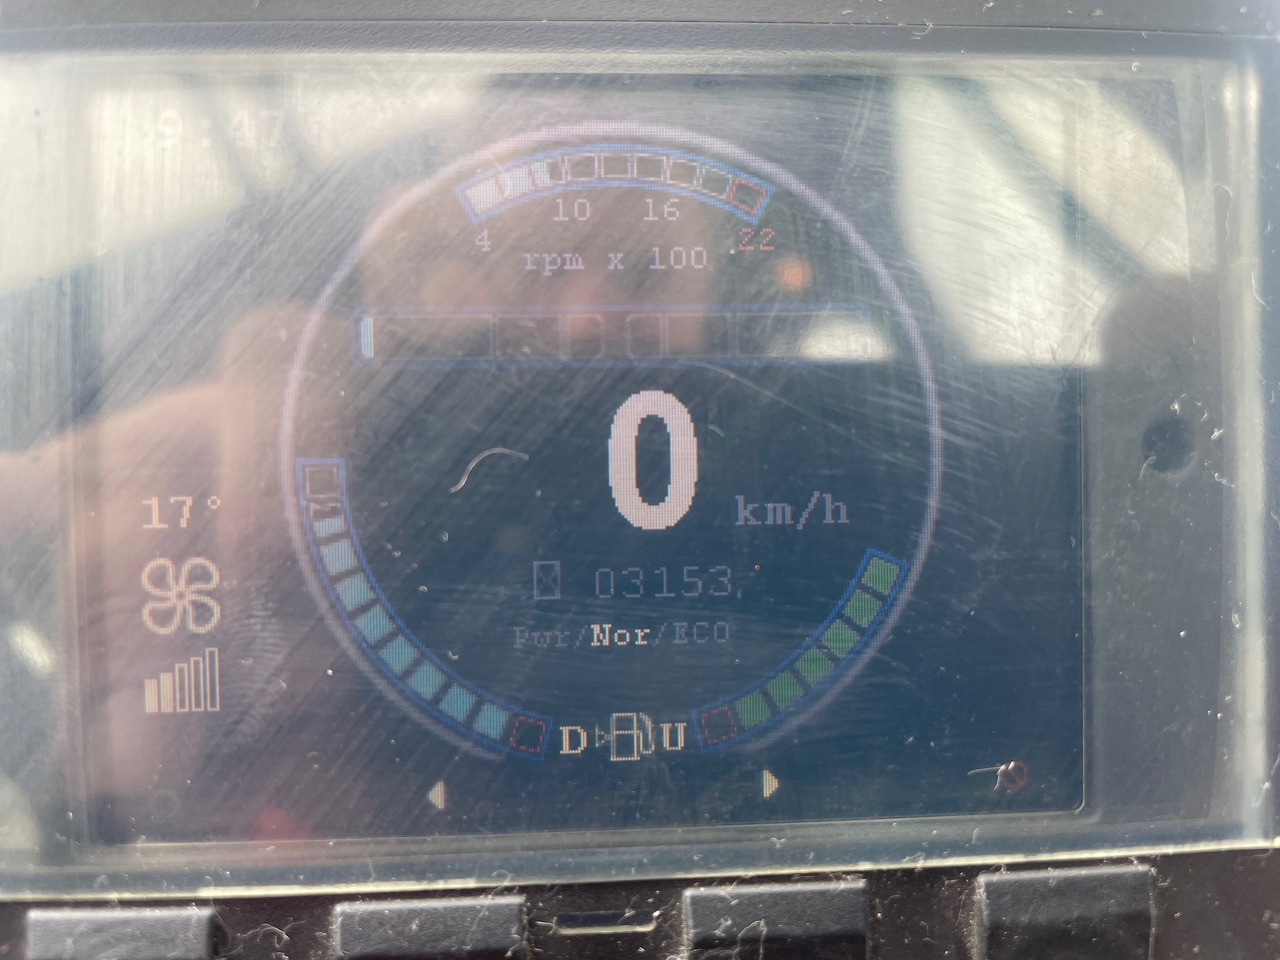 10 16
4 22
rpm x 100
0 km/h
17°
03153
Pwr/Nor/ECO
D U